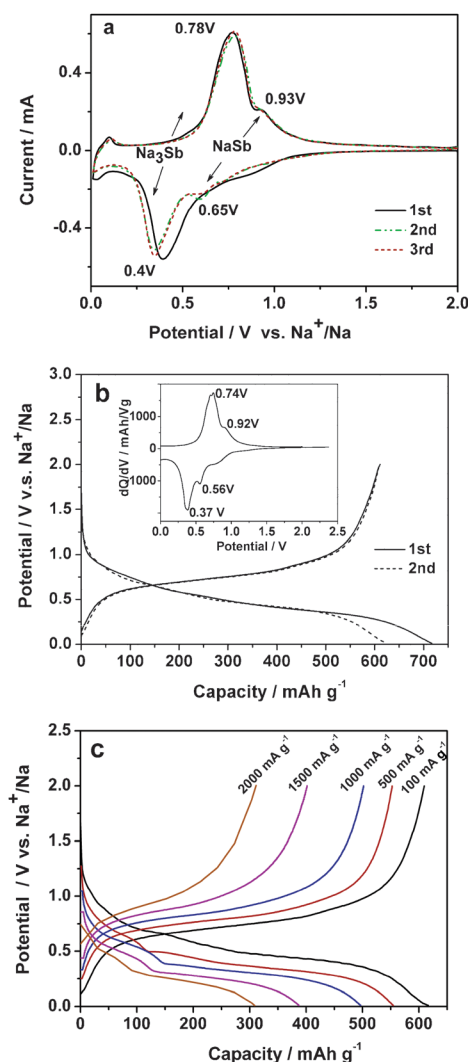 a
0.78V
0.93V
Na3Sb
NaSb
0.65V
0.4V
1st
2nd
3rd
0.6
0.0
-0.6
Current / mA
0.0 0.5 1.0 1.5 2.0
Potential / V vs. Na+/Na
b
0.74V
0.92V
0.56V
0.37 V
1000
0
1000
dQ/dV / mAh/Vg
0.0 0.5 1.0 1.5 2.0 2.5
Potential / V
1st
2nd
3.0
2.5
2.0
1.5
1.0
0.5
0.0
Potential / V v.s. Na+/Na
0 100 200 300 400 500 600 700
Capacity / mAh g-1
c
2000 mA g-1
1500 mA g-1
1000 mA g-1
500 mA g-1
100 mA g-1
2.5
2.0
1.5
1.0
0.5
0.0
Potential / V vs. Na+/Na
0 100 200 300 400 500 600
Capacity / mAh g-1